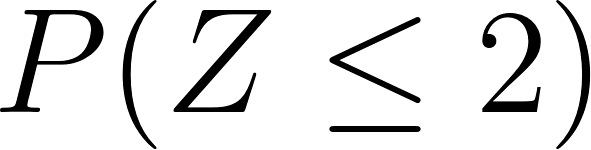 P(Z ≤ 2)